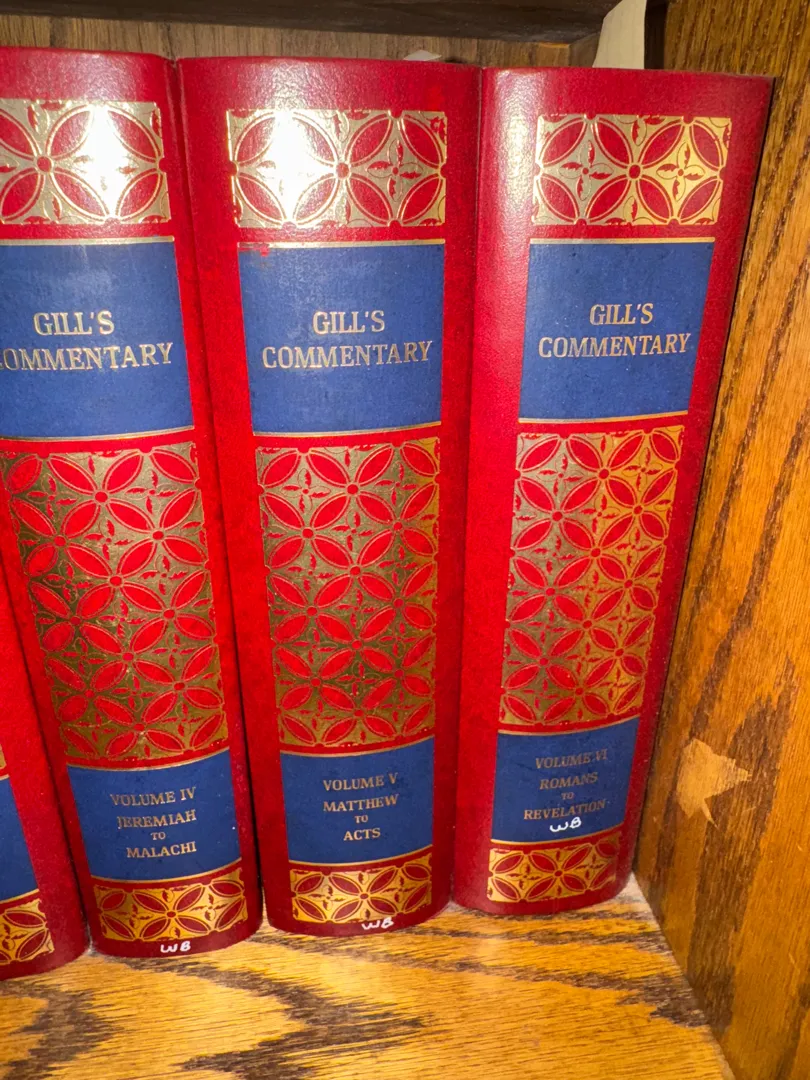 GILL'S
COMMENTARY
VOLUME IV
JEREMIAH
TO
MALACHI
WB
GILL'S
COMMENTARY
VOLUME V
MATTHEW
TO
ACTS
WB
GILL'S
COMMENTARY
VOLUME VI
ROMANS
TO
REVELATION
WB